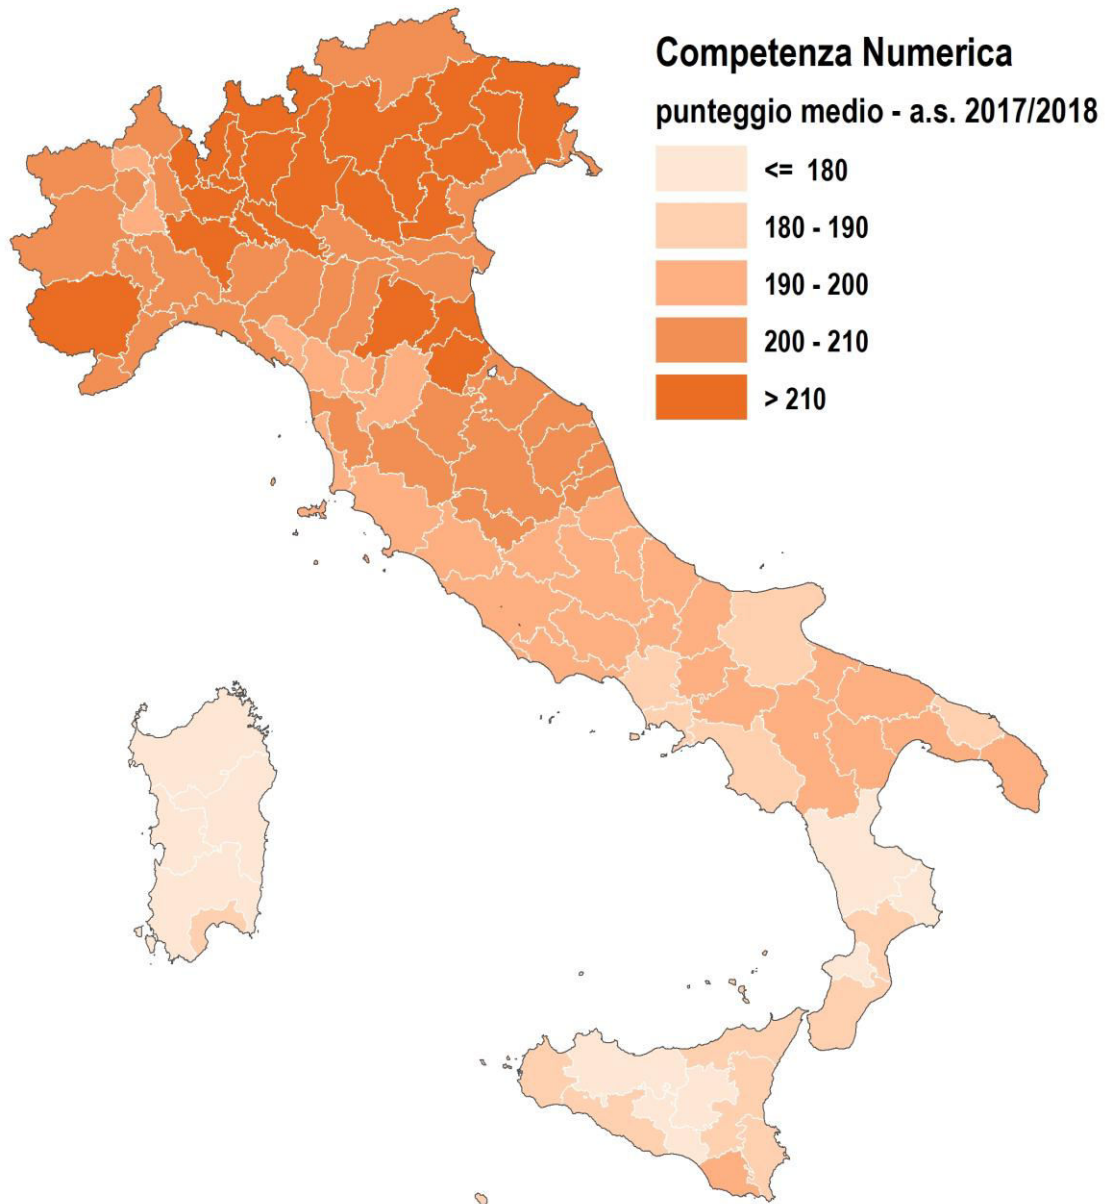 Competenza Numerica
punteggio medio - a.s. 2017/2018
<= 180
180 - 190
190 - 200
200 - 210
> 210